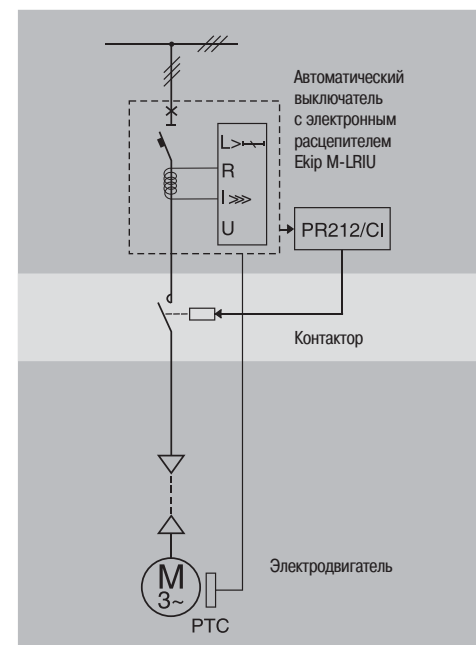 Автоматический
выключатель
с электронным
расцепителем
Ekip M-LRIU
L>
R
I >>>
U
PR212/CI
Контактор
Электродвигатель
M
3~
PTC